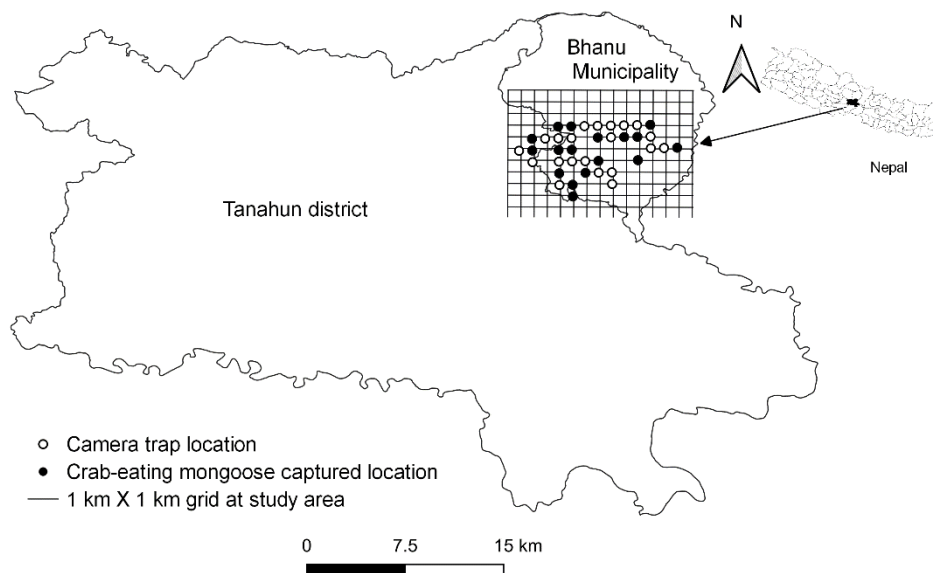 N
Bhanu
Municipality
Nepal
Tanahun district
Camera trap location
Crab-eating mongoose captured location
1 km X 1 km grid at study area
0 7.5 15 km